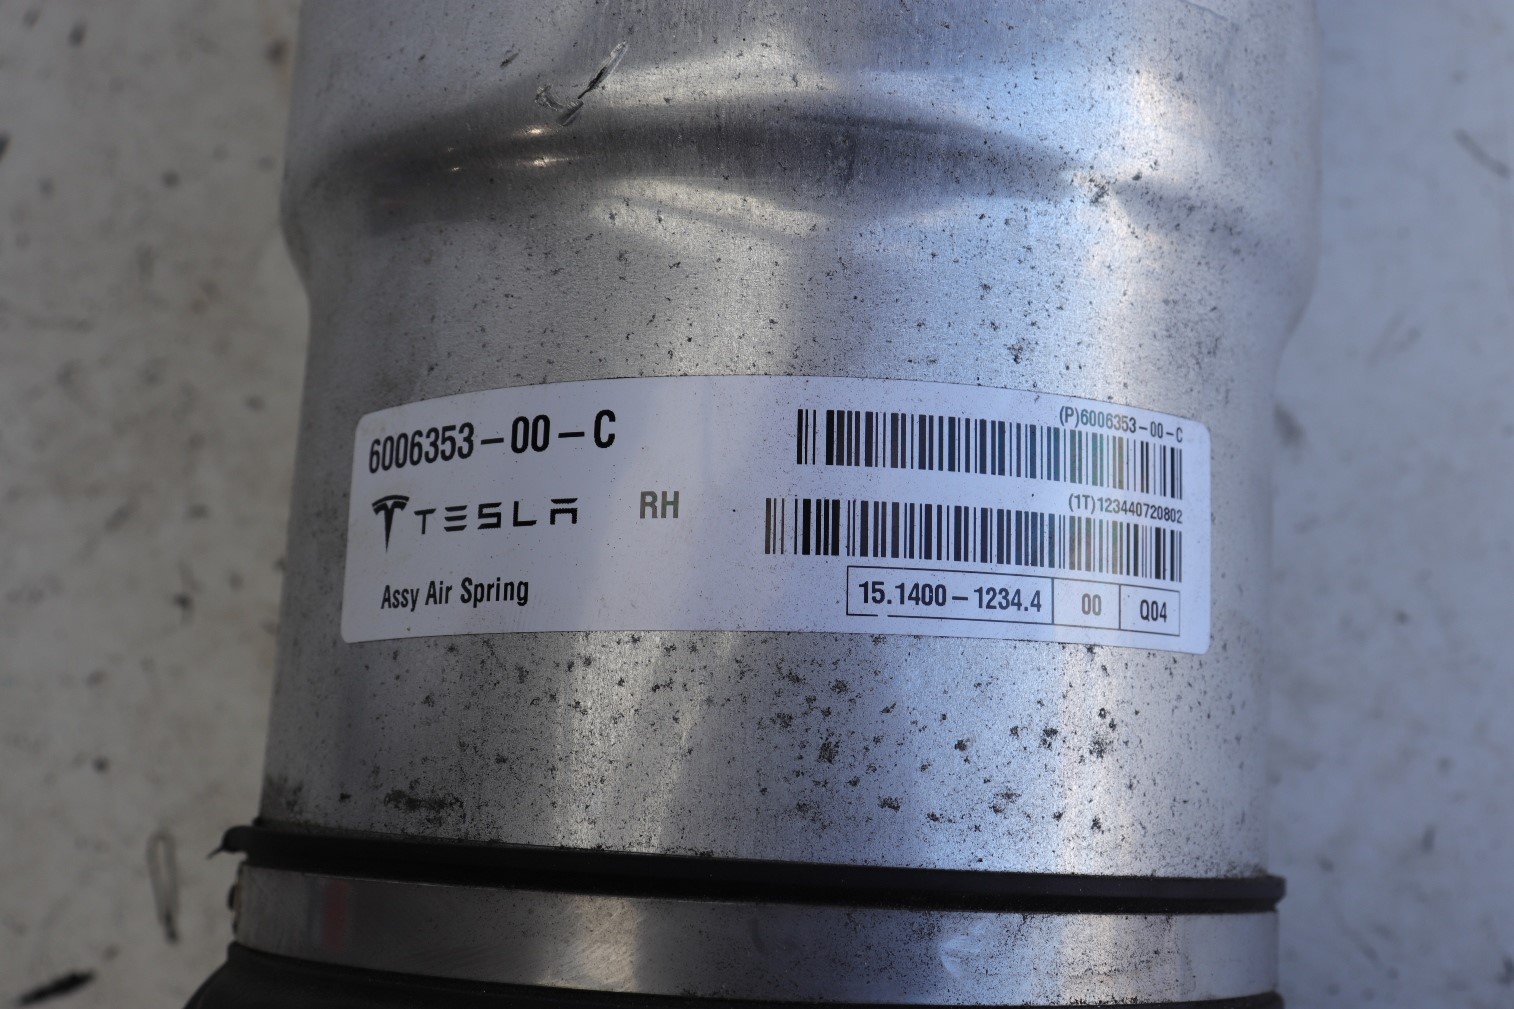 6006353-00-C
(P)6006353-00-C
TESLA
RH
(1T)123440720802
Assy Air Spring
15.1400-1234.4
00
Q04